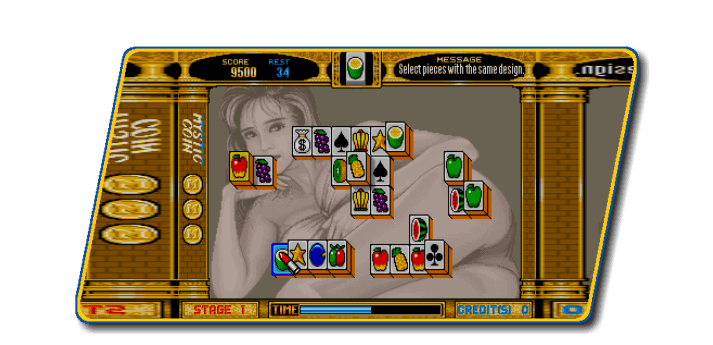 SCORE
9500
REST
34
MESSAGE
Select pieces with the same design.
MYSTIC
COIN
STAGE 1
TIME
CREDIT(S) 0